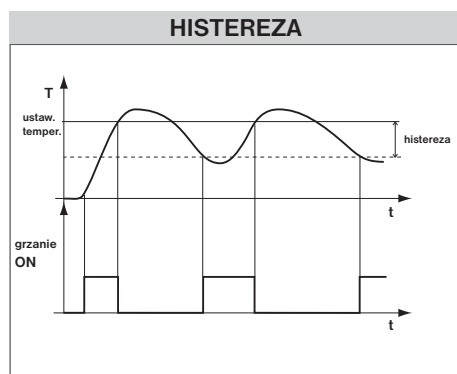 HISTEREZA
T
ustaw.
temper.
histereza
t
grzanie
ON
t